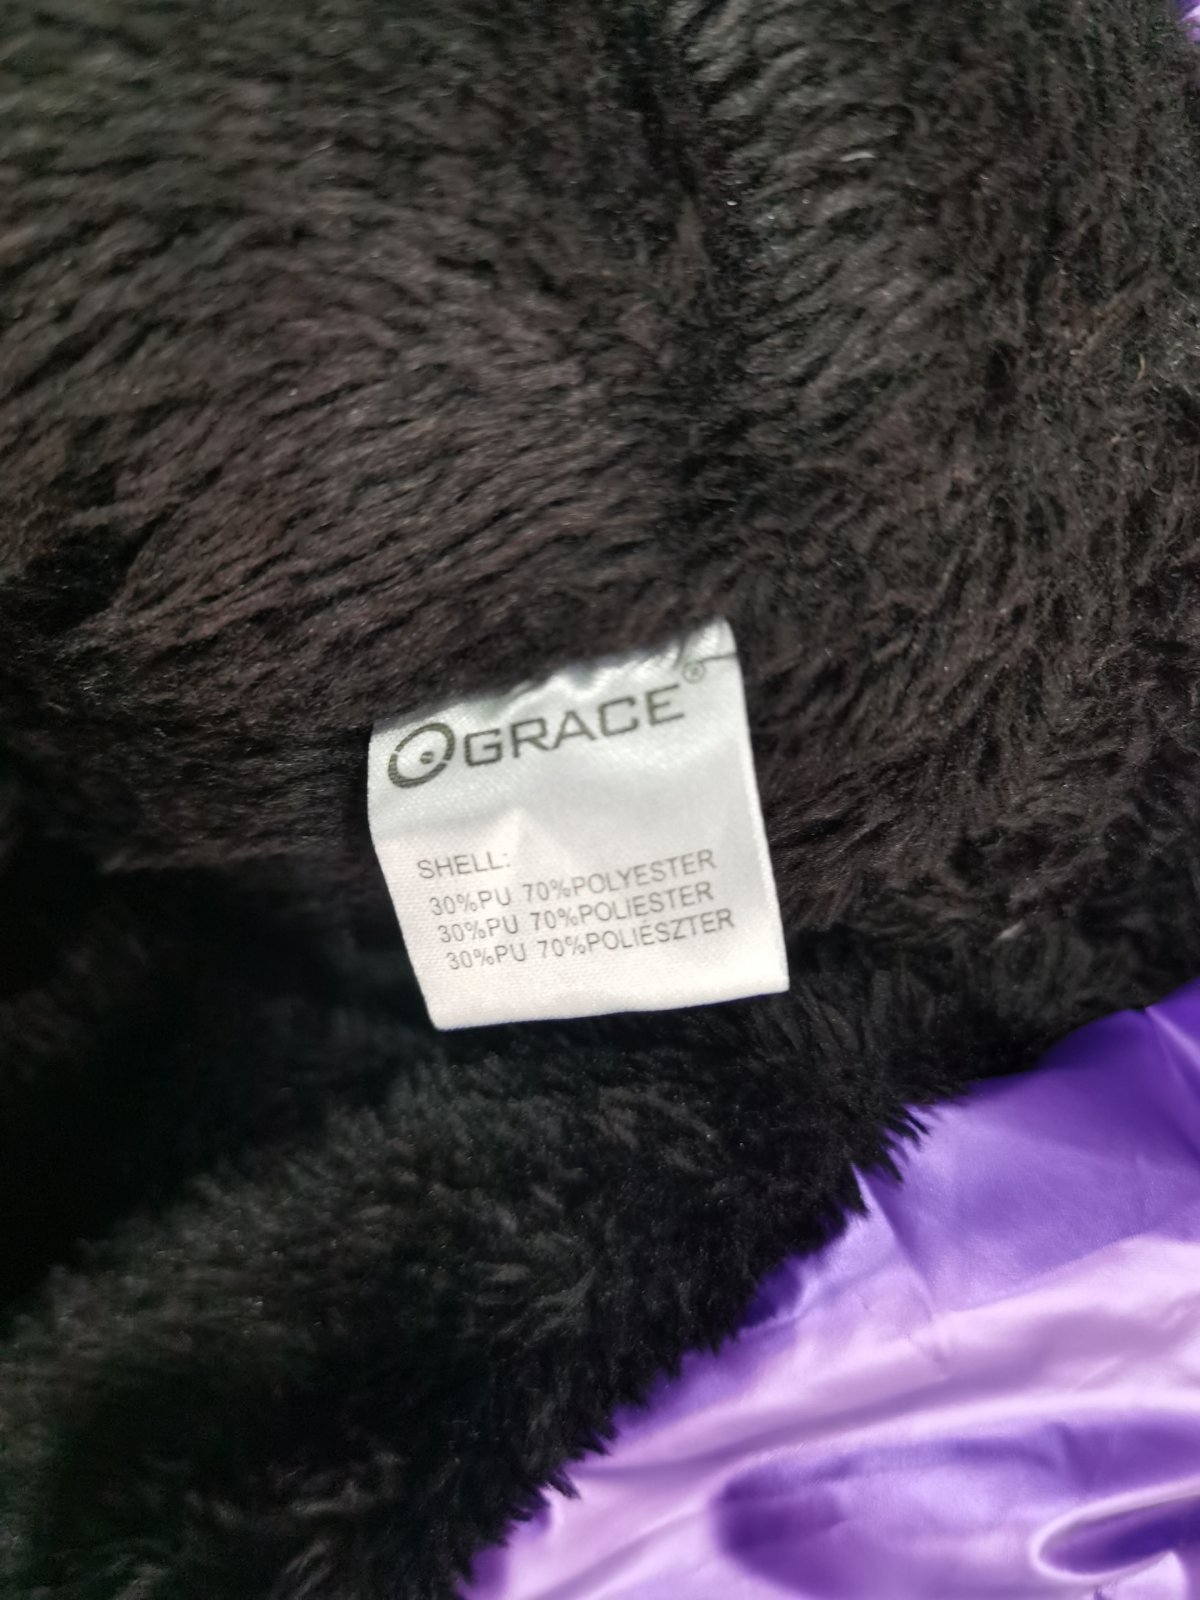 GRACE®
SHELL:
30%PU 70%POLYESTER
30%PU 70%POLIESTER
30%PU 70%POLIÉSZTER